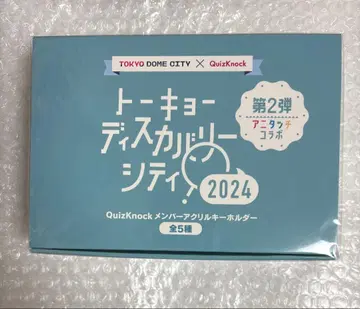 TOKYO DOME CITY × QuizKnock
トーキョー
ディスカバリー
シティ！
2024
第2弾
アニタッチ
コラボ
QuizKnock メンバーアクリルキーホルダー
全5種